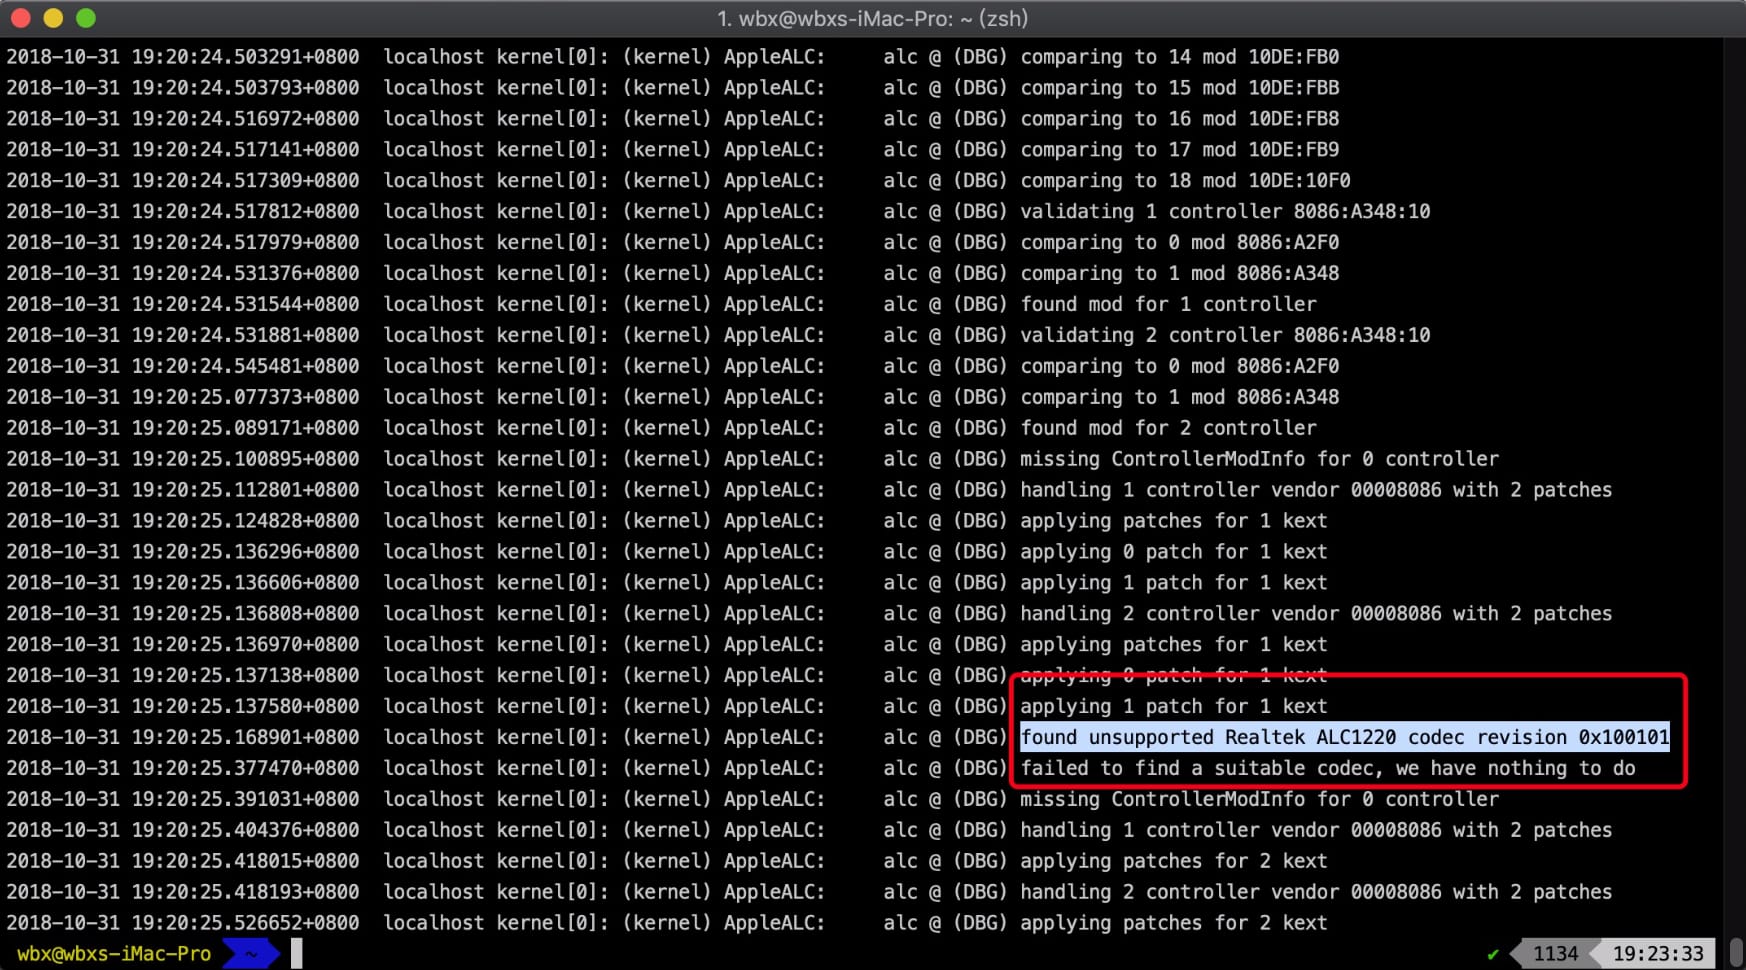 1. wbx@wbxs-iMac-Pro: ~ (zsh)
2018-10-31 19:20:24.503291+0800  localhost kernel[0]: (kernel) AppleALC:     alc @ (DBG) comparing to 14 mod 10DE:FB0
2018-10-31 19:20:24.503793+0800  localhost kernel[0]: (kernel) AppleALC:     alc @ (DBG) comparing to 15 mod 10DE:FBB
2018-10-31 19:20:24.516972+0800  localhost kernel[0]: (kernel) AppleALC:     alc @ (DBG) comparing to 16 mod 10DE:FB8
2018-10-31 19:20:24.517141+0800  localhost kernel[0]: (kernel) AppleALC:     alc @ (DBG) comparing to 17 mod 10DE:FB9
2018-10-31 19:20:24.517309+0800  localhost kernel[0]: (kernel) AppleALC:     alc @ (DBG) comparing to 18 mod 10DE:10F0
2018-10-31 19:20:24.517812+0800  localhost kernel[0]: (kernel) AppleALC:     alc @ (DBG) validating 1 controller 8086:A348:10
2018-10-31 19:20:24.517979+0800  localhost kernel[0]: (kernel) AppleALC:     alc @ (DBG) comparing to 0 mod 8086:A2F0
2018-10-31 19:20:24.531376+0800  localhost kernel[0]: (kernel) AppleALC:     alc @ (DBG) comparing to 1 mod 8086:A348
2018-10-31 19:20:24.531544+0800  localhost kernel[0]: (kernel) AppleALC:     alc @ (DBG) found mod for 1 controller
2018-10-31 19:20:24.531881+0800  localhost kernel[0]: (kernel) AppleALC:     alc @ (DBG) validating 2 controller 8086:A348:10
2018-10-31 19:20:24.545481+0800  localhost kernel[0]: (kernel) AppleALC:     alc @ (DBG) comparing to 0 mod 8086:A2F0
2018-10-31 19:20:25.077373+0800  localhost kernel[0]: (kernel) AppleALC:     alc @ (DBG) comparing to 1 mod 8086:A348
2018-10-31 19:20:25.089171+0800  localhost kernel[0]: (kernel) AppleALC:     alc @ (DBG) found mod for 2 controller
2018-10-31 19:20:25.100895+0800  localhost kernel[0]: (kernel) AppleALC:     alc @ (DBG) missing ControllerModInfo for 0 controller
2018-10-31 19:20:25.112801+0800  localhost kernel[0]: (kernel) AppleALC:     alc @ (DBG) handling 1 controller vendor 00008086 with 2 patches
2018-10-31 19:20:25.124828+0800  localhost kernel[0]: (kernel) AppleALC:     alc @ (DBG) applying patches for 1 kext
2018-10-31 19:20:25.136296+0800  localhost kernel[0]: (kernel) AppleALC:     alc @ (DBG) applying 0 patch for 1 kext
2018-10-31 19:20:25.136606+0800  localhost kernel[0]: (kernel) AppleALC:     alc @ (DBG) applying 1 patch for 1 kext
2018-10-31 19:20:25.136808+0800  localhost kernel[0]: (kernel) AppleALC:     alc @ (DBG) handling 2 controller vendor 00008086 with 2 patches
2018-10-31 19:20:25.136970+0800  localhost kernel[0]: (kernel) AppleALC:     alc @ (DBG) applying patches for 1 kext
2018-10-31 19:20:25.137138+0800  localhost kernel[0]: (kernel) AppleALC:     alc @ (DBG) applying 0 patch for 1 kext
2018-10-31 19:20:25.137580+0800  localhost kernel[0]: (kernel) AppleALC:     alc @ (DBG) applying 1 patch for 1 kext
2018-10-31 19:20:25.168901+0800  localhost kernel[0]: (kernel) AppleALC:     alc @ (DBG) found unsupported Realtek ALC1220 codec revision 0x100101
2018-10-31 19:20:25.377470+0800  localhost kernel[0]: (kernel) AppleALC:     alc @ (DBG) failed to find a suitable codec, we have nothing to do
2018-10-31 19:20:25.391031+0800  localhost kernel[0]: (kernel) AppleALC:     alc @ (DBG) missing ControllerModInfo for 0 controller
2018-10-31 19:20:25.404376+0800  localhost kernel[0]: (kernel) AppleALC:     alc @ (DBG) handling 1 controller vendor 00008086 with 2 patches
2018-10-31 19:20:25.418015+0800  localhost kernel[0]: (kernel) AppleALC:     alc @ (DBG) applying patches for 2 kext
2018-10-31 19:20:25.418193+0800  localhost kernel[0]: (kernel) AppleALC:     alc @ (DBG) handling 2 controller vendor 00008086 with 2 patches
2018-10-31 19:20:25.526652+0800  localhost kernel[0]: (kernel) AppleALC:     alc @ (DBG) applying patches for 2 kext
wbx@wbxs-iMac-Pro ~ ✔ 1134 19:23:33